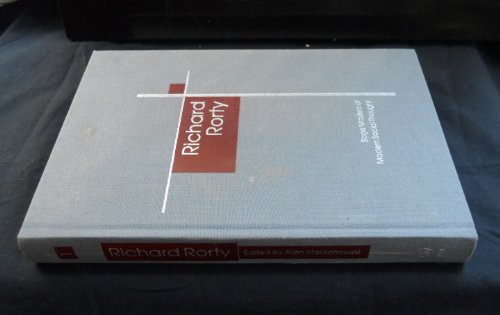 Richard
Rorty
Sage Masters of
Modern Social Thought
Richard Rorty
Edited by Alan Malachowski